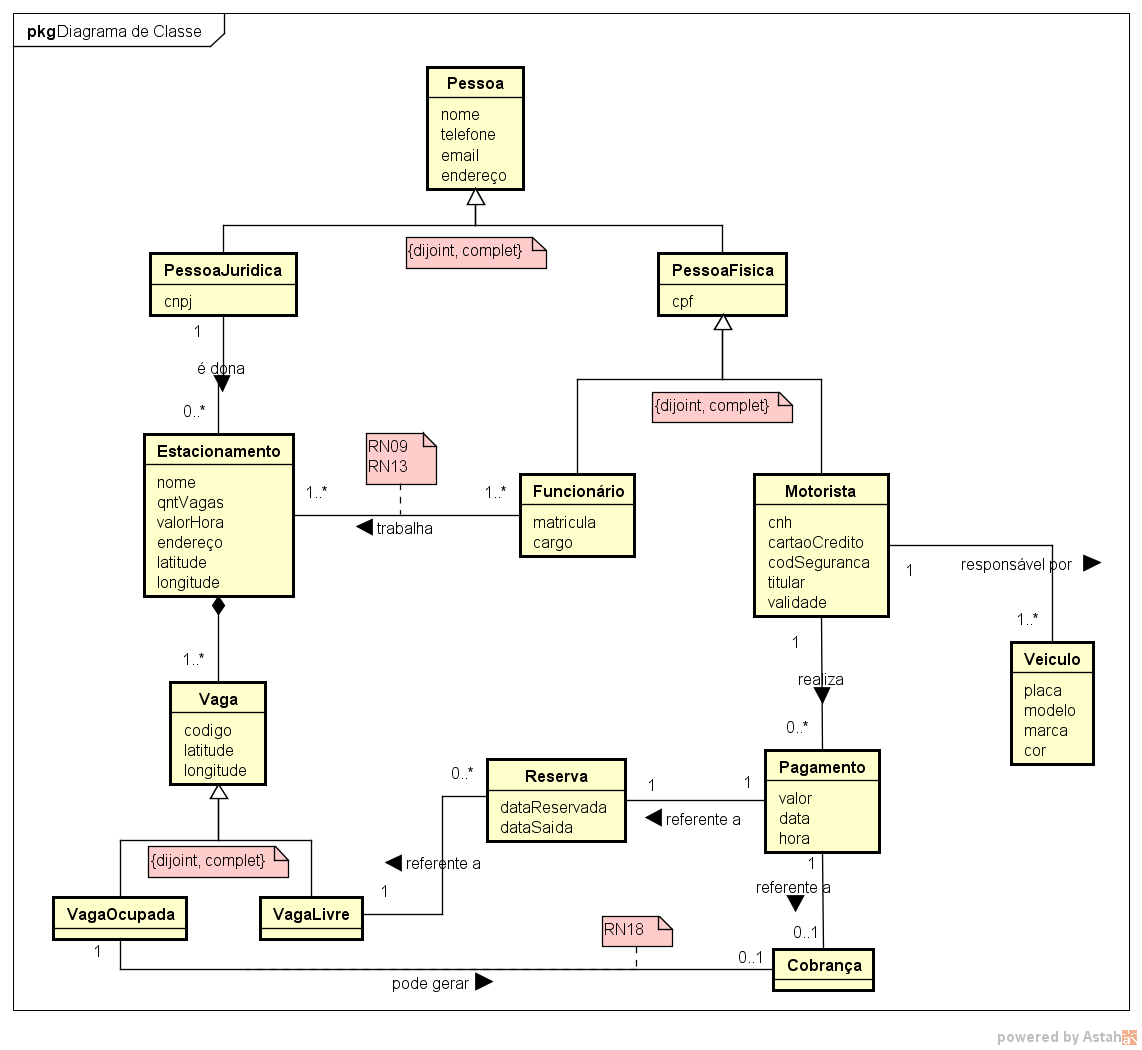 pkg Diagrama de Classe
Pessoa
nome
telefone
email
endereço
{dijoint, complet}
PessoaJuridica
cnpj
PessoaFisica
cpf
1
é dona
0..*
{dijoint, complet}
Estacionamento
nome
qntVagas
valorHora
endereço
latitude
longitude
RN09
RN13
1..*
1..*
trabalha
Funcionário
matricula
cargo
Motorista
cnh
cartaoCredito
codSeguranca
titular
validade
1
responsável por
1..*
Veiculo
placa
modelo
marca
cor
1..*
Vaga
codigo
latitude
longitude
1
realiza
0..*
0..*
Reserva
dataReservada
dataSaida
1
1
referente a
Pagamento
valor
data
hora
{dijoint, complet}
referente a
1
1
referente a
0..1
VagaOcupada
VagaLivre
RN18
1
0..1
pode gerar
Cobrança
powered by Astah